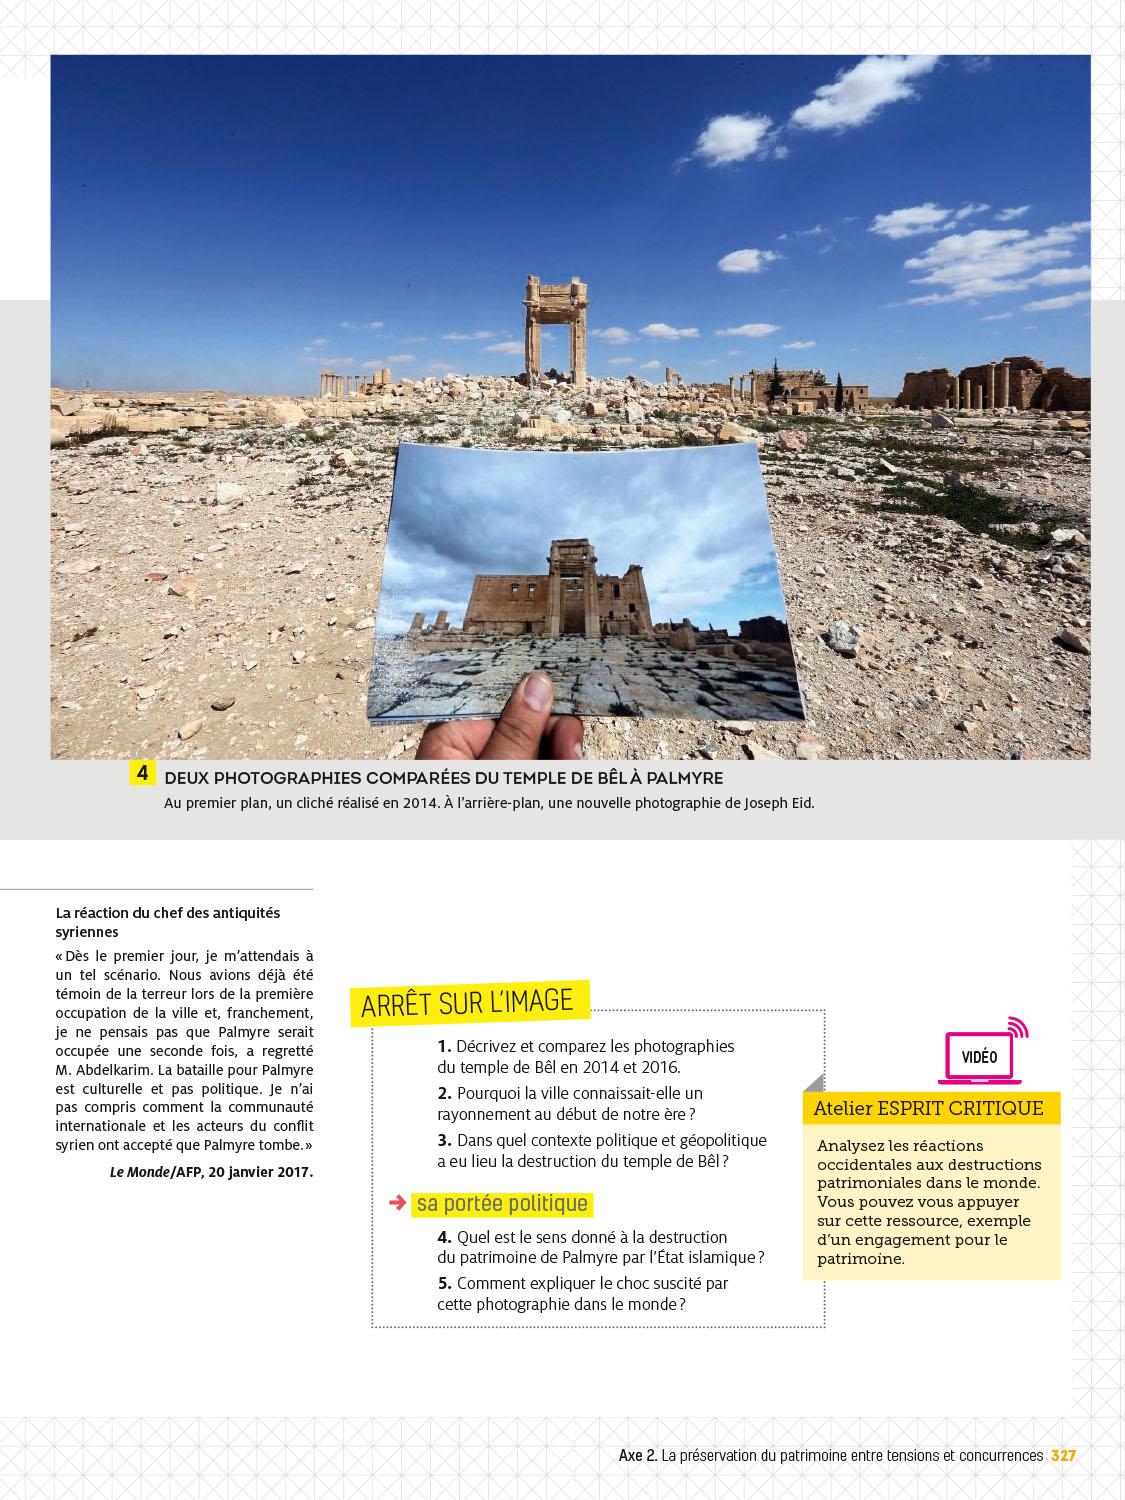 4 DEUX PHOTOGRAPHIES COMPARÉES DU TEMPLE DE BÊL À PALMYRE
Au premier plan, un cliché réalisé en 2014. À l’arrière-plan, une nouvelle photographie de Joseph Eid.
La réaction du chef des antiquités
syriennes
« Dès le premier jour, je m’attendais à
un tel scénario. Nous avions déjà été
témoin de la terreur lors de la première
occupation de la ville et, franchement,
je ne pensais pas que Palmyre serait
occupée une seconde fois, a regretté
M. Abdelkarim. La bataille pour Palmyre
est culturelle et pas politique. Je n’ai
pas compris comment la communauté
internationale et les acteurs du conflit
syrien ont accepté que Palmyre tombe. »
Le Monde/AFP, 20 janvier 2017.
ARRÊT SUR L’IMAGE
1. Décrivez et comparez les photographies
du temple de Bêl en 2014 et 2016.
2. Pourquoi la ville connaissait-elle un
rayonnement au début de notre ère ?
3. Dans quel contexte politique et géopolitique
a eu lieu la destruction du temple de Bêl ?
➜ sa portée politique
4. Quel est le sens donné à la destruction
du patrimoine de Palmyre par l’État islamique ?
5. Comment expliquer le choc suscité par
cette photographie dans le monde ?
VIDÉO
Atelier ESPRIT CRITIQUE
Analysez les réactions
occidentales aux destructions
patrimoniales dans le monde.
Vous pouvez vous appuyer
sur cette ressource, exemple
d’un engagement pour le
patrimoine.
Axe 2. La préservation du patrimoine entre tensions et concurrences 327